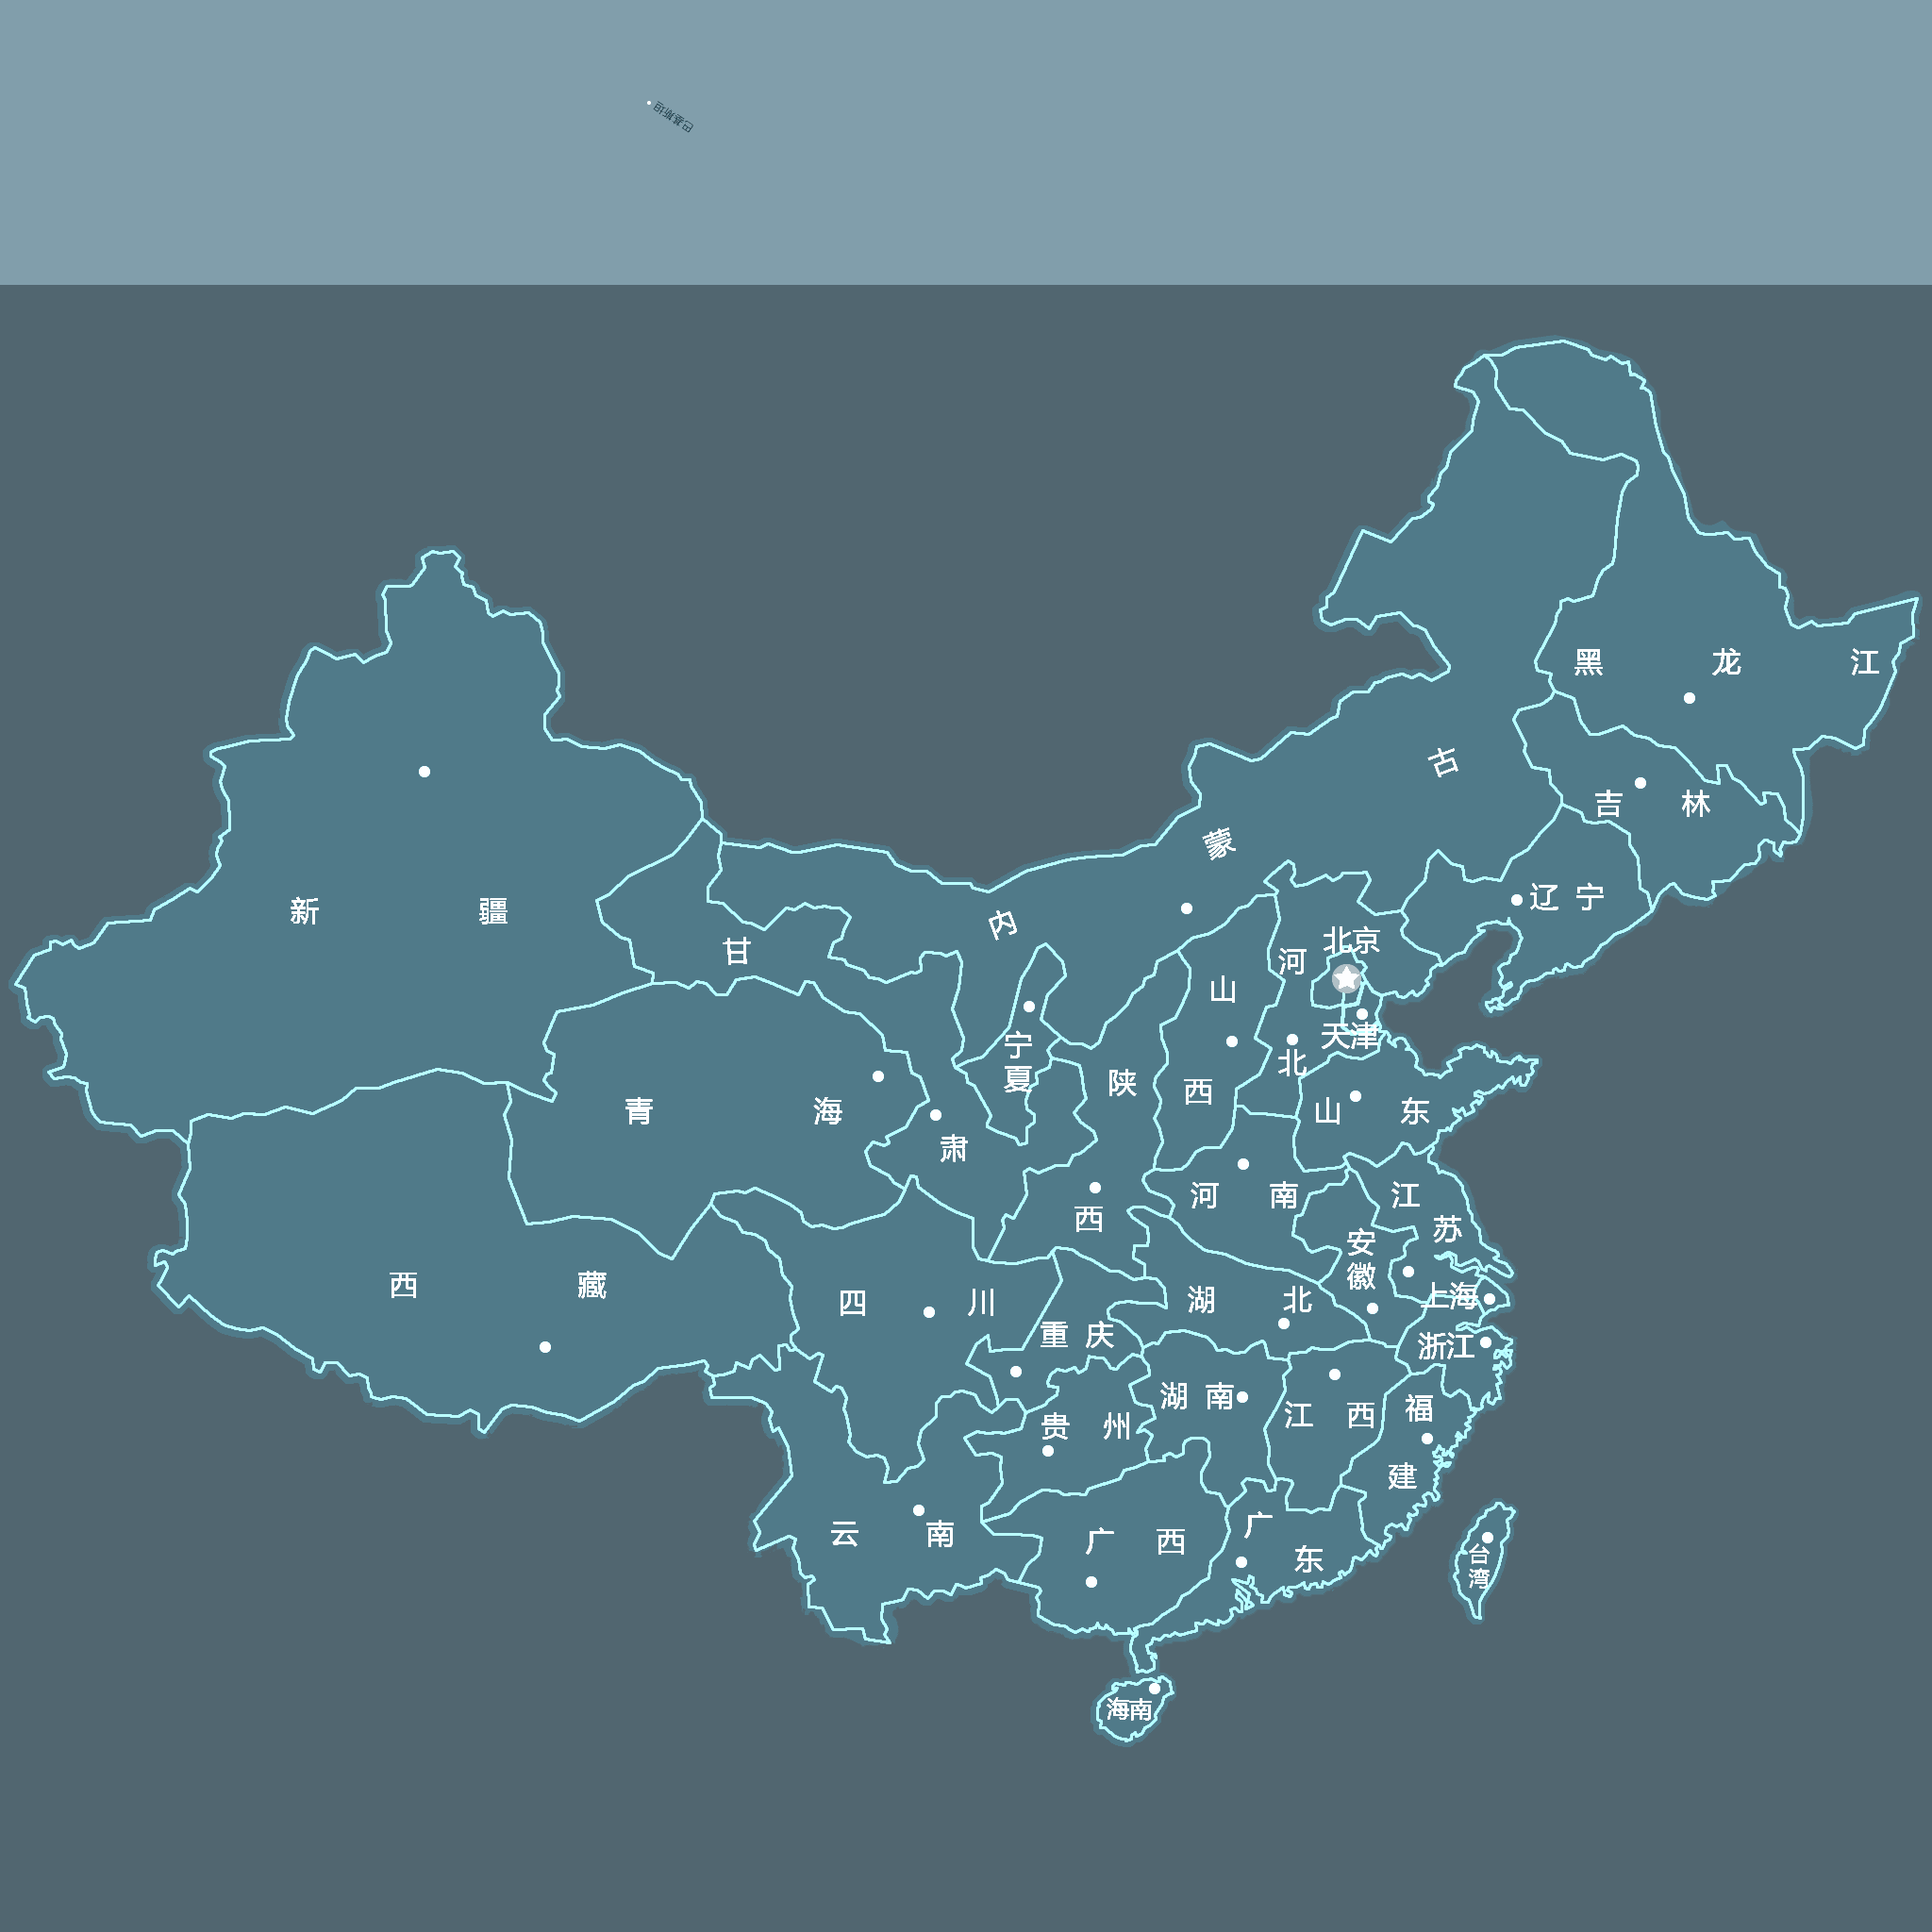 黑龙江
内蒙古
吉林
辽宁
新疆
甘肃
北京
河北
天津
山西
宁夏
陕西
青海
山东
河南
江苏
安徽
西藏
四川
重庆
湖北
上海
浙江
湖南
江西
福建
贵州
云南
广西
广东
台湾
海南